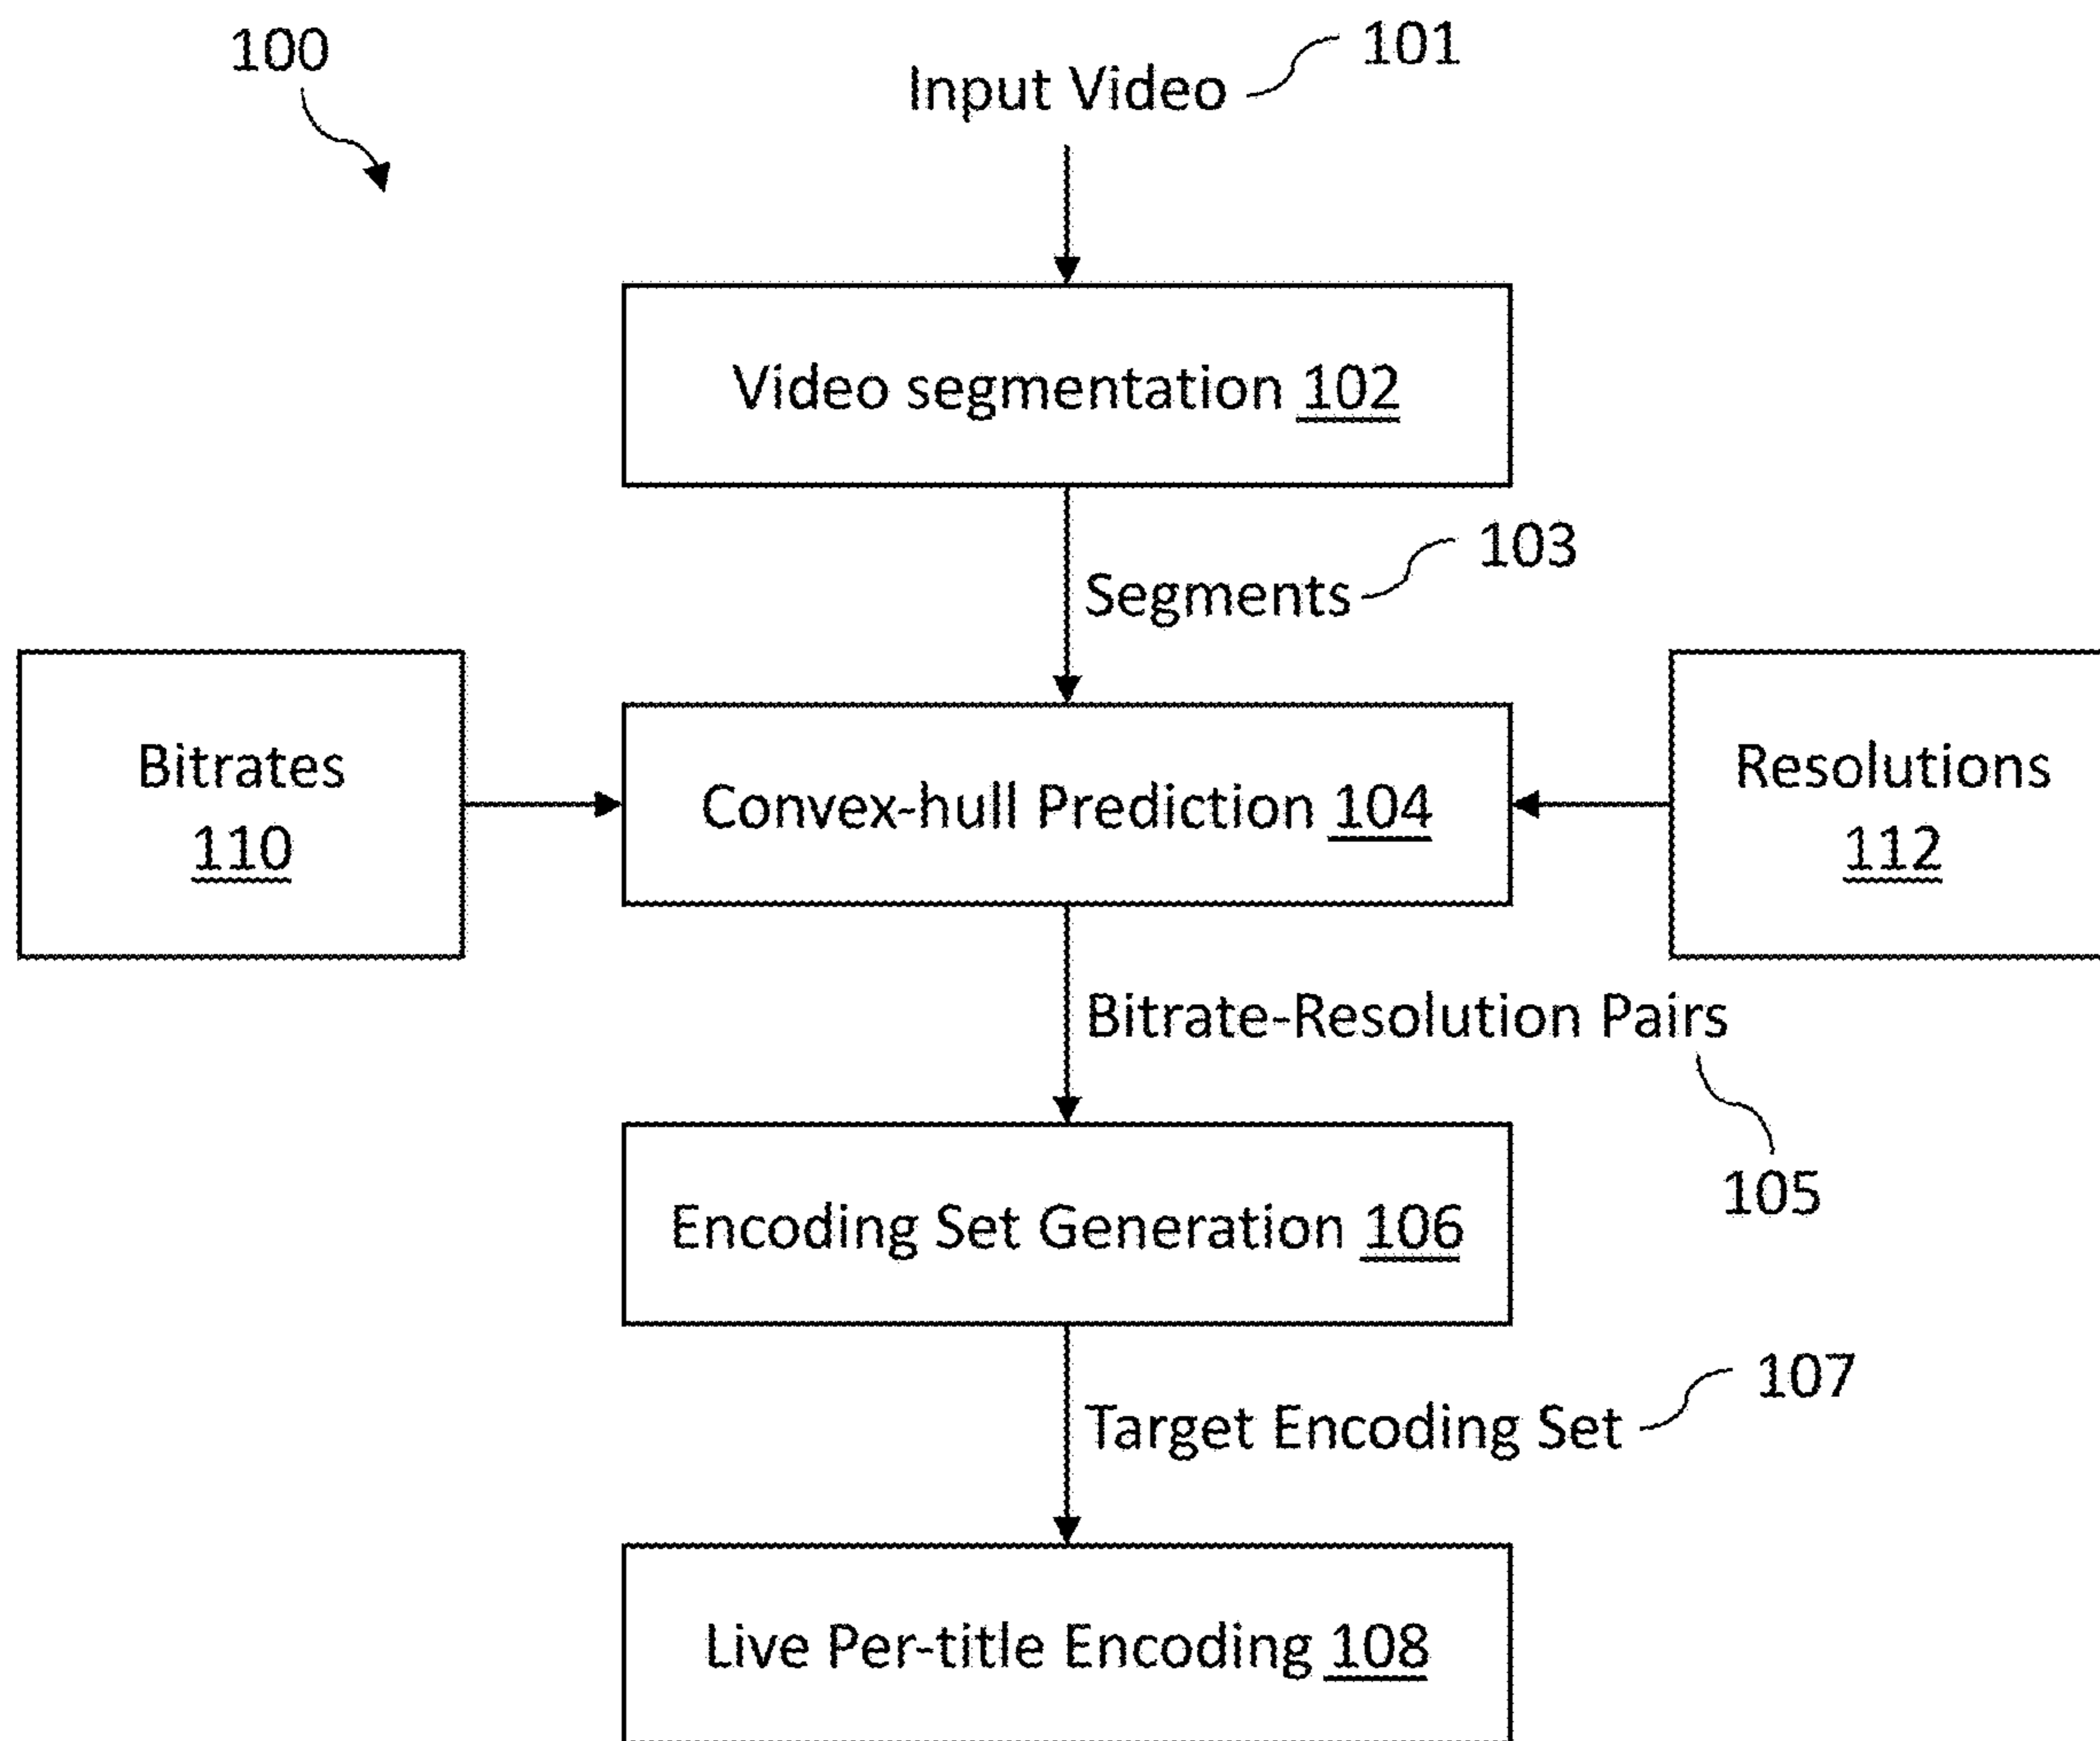 100
101
Input Video
Video segmentation 102
103
Segments
Bitrates
110
Convex-hull Prediction 104
Resolutions
112
Bitrate-Resolution Pairs
105
Encoding Set Generation 106
107
Target Encoding Set
Live Per-title Encoding 108